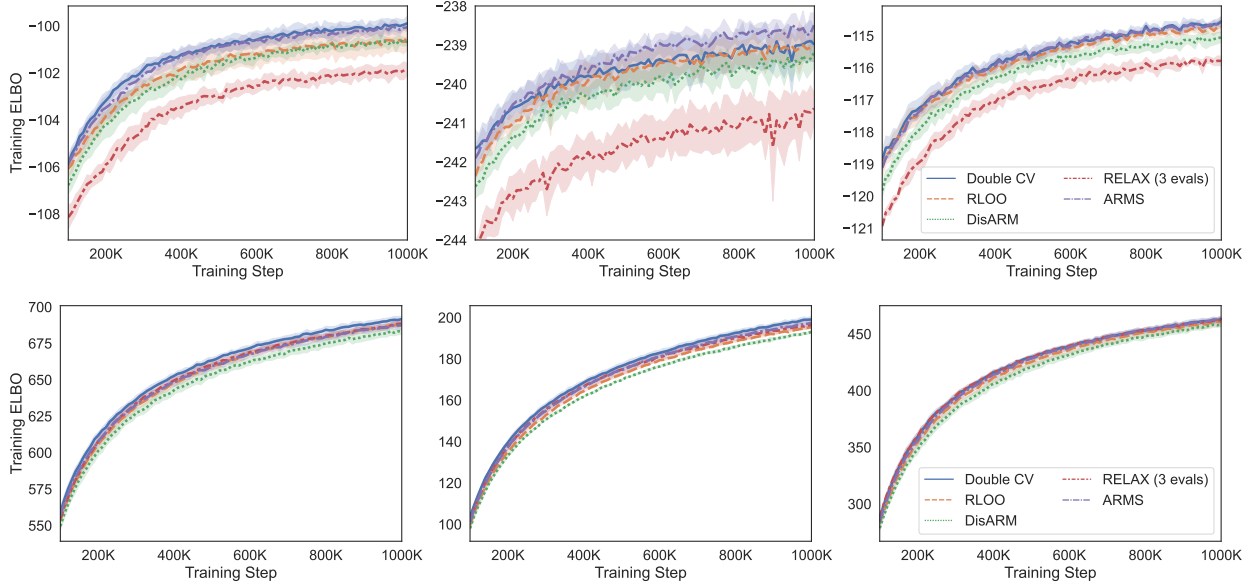 Training ELBO
−100
−102
−104
−106
−108
200K 400K 600K 800K 1000K
Training Step
−238
−239
−240
−241
−242
−243
−244
200K 400K 600K 800K 1000K
Training Step
−115
−116
−117
−118
−119
−120
−121
Double CV
RLOO
DisARM
RELAX (3 evals)
ARMS
200K 400K 600K 800K 1000K
Training Step
Training ELBO
700
675
650
625
600
575
550
200K 400K 600K 800K 1000K
Training Step
200
180
160
140
120
100
200K 400K 600K 800K 1000K
Training Step
450
400
350
300
Double CV
RLOO
DisARM
RELAX (3 evals)
ARMS
200K 400K 600K 800K 1000K
Training Step